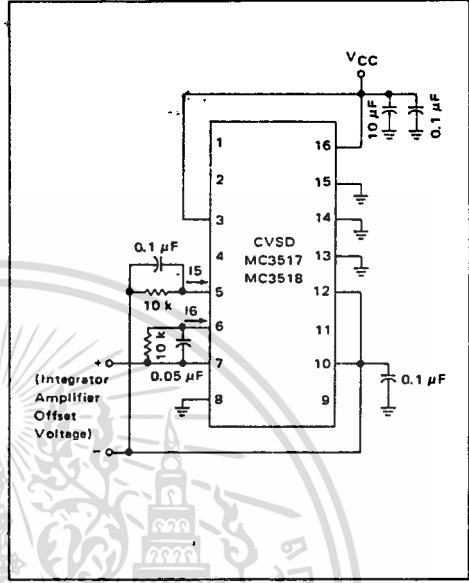 VCC
10 µF
0.1 µF
1
16
2
15
3
14
4
13
CVSD
MC3517
MC3518
0.1 µF
I5
5
12
10 k
I6
6
11
10 k
+
7
10
0.05 µF
0.1 µF
(Integrator
Amplifier
Offset
Voltage)
8
9
−